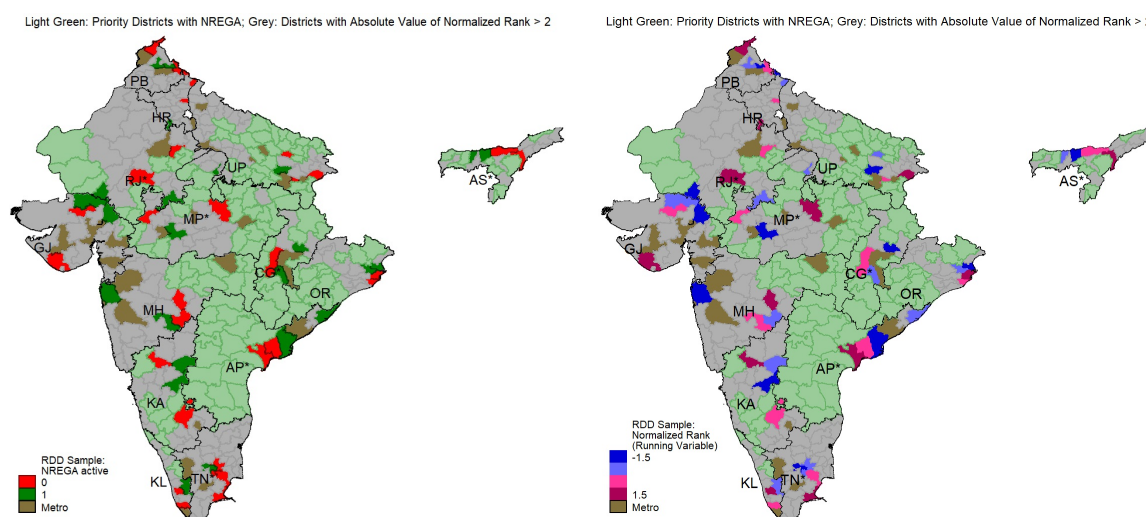 Light Green: Priority Districts with NREGA; Grey: Districts with Absolute Value of Normalized Rank > 2
PB
HR
RJ*
UP
AS*
MP*
GJ
CG*
OR
MH
AP*
KA
KL
TN*
RDD Sample:
NREGA active
0
1
Metro
Light Green: Priority Districts with NREGA; Grey: Districts with Absolute Value of Normalized Rank >
PB
HR
RJ*
UP
AS*
MP*
GJ
CG*
OR
MH
AP*
KA
KL
TN*
RDD Sample:
Normalized Rank
(Running Variable)
-1.5
1.5
Metro